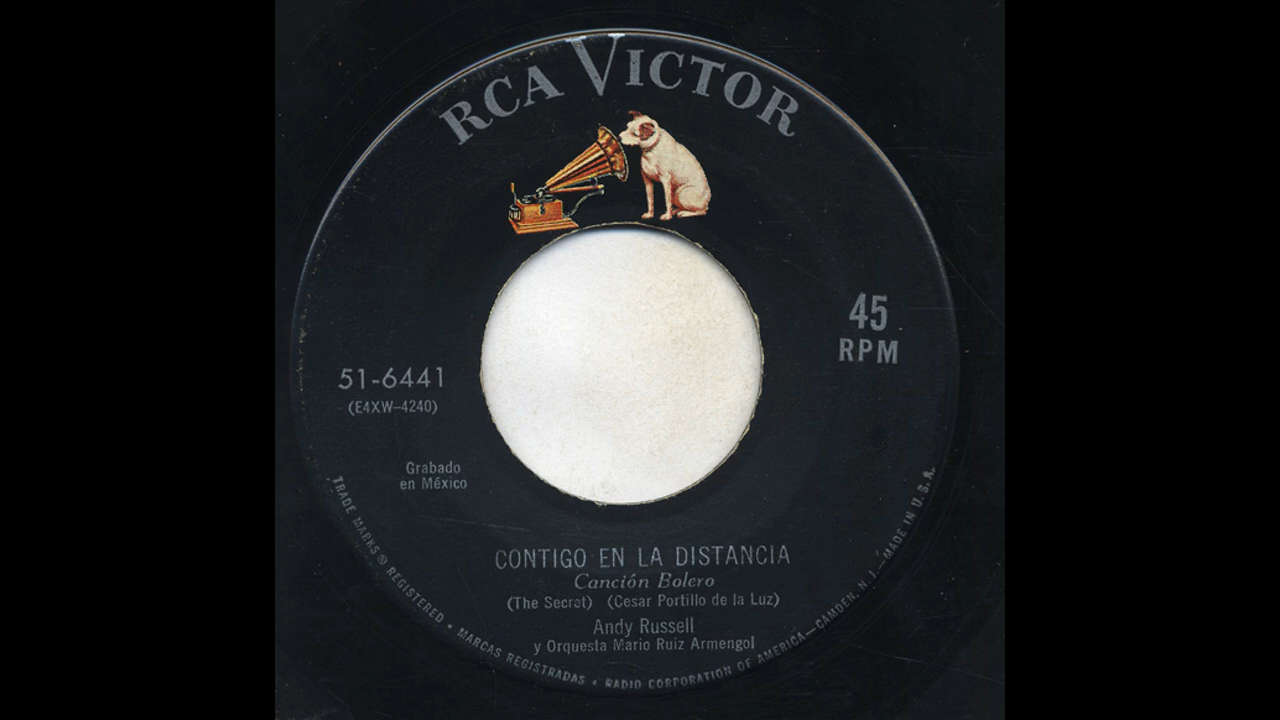 RCA VICTOR
45
RPM
51-6441
(E4XW-4240)
Grabado
en México
CONTIGO EN LA DISTANCIA
Canción Bolero
(The Secret) (Cesar Portillo de la Luz)
Andy Russell
y Orquesta Mario Ruiz Armengol
TRADE MARKS ® REGISTERED • MARCAS REGISTRADAS • RADIO CORPORATION OF AMERICA—CAMDEN, N. J.—MADE IN U. S. A.